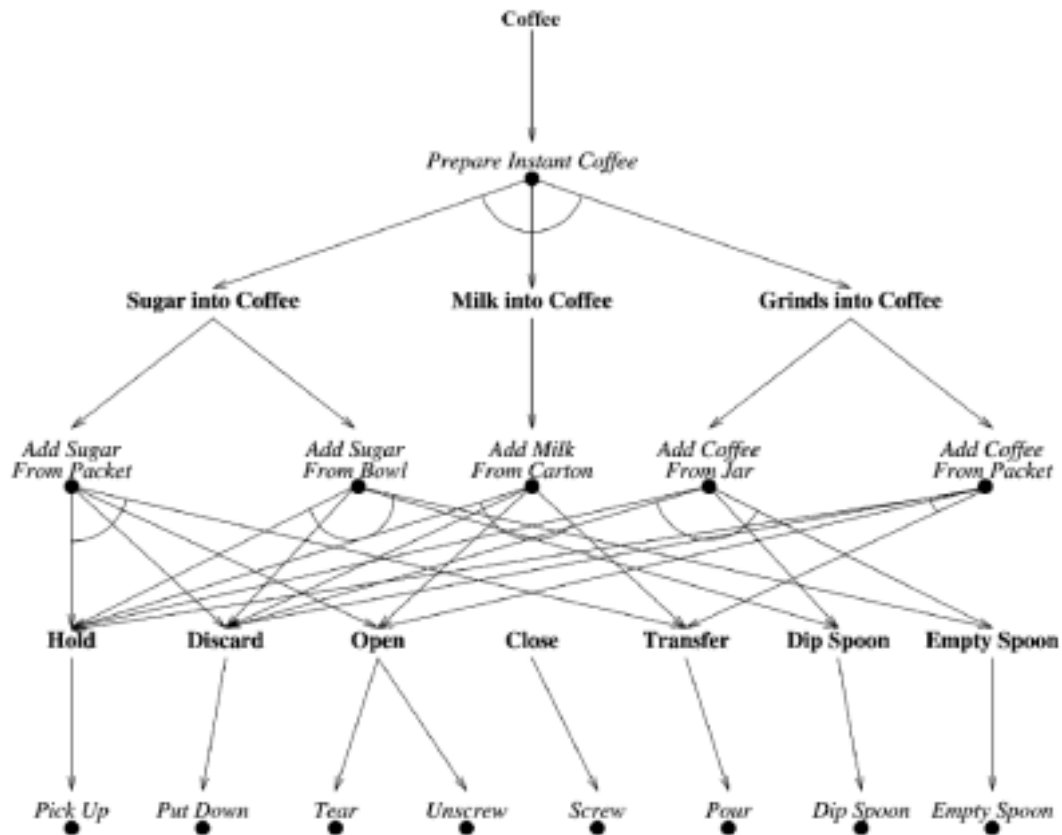 Coffee
Prepare Instant Coffee
Sugar into Coffee
Milk into Coffee
Grinds into Coffee
Add Sugar
From Packet
Add Sugar
From Bowl
Add Milk
From Carton
Add Coffee
From Jar
Add Coffee
From Packet
Hold
Discard
Open
Close
Transfer
Dip Spoon
Empty Spoon
Pick Up
Put Down
Tear
Unscrew
Screw
Pour
Dip Spoon
Empty Spoon